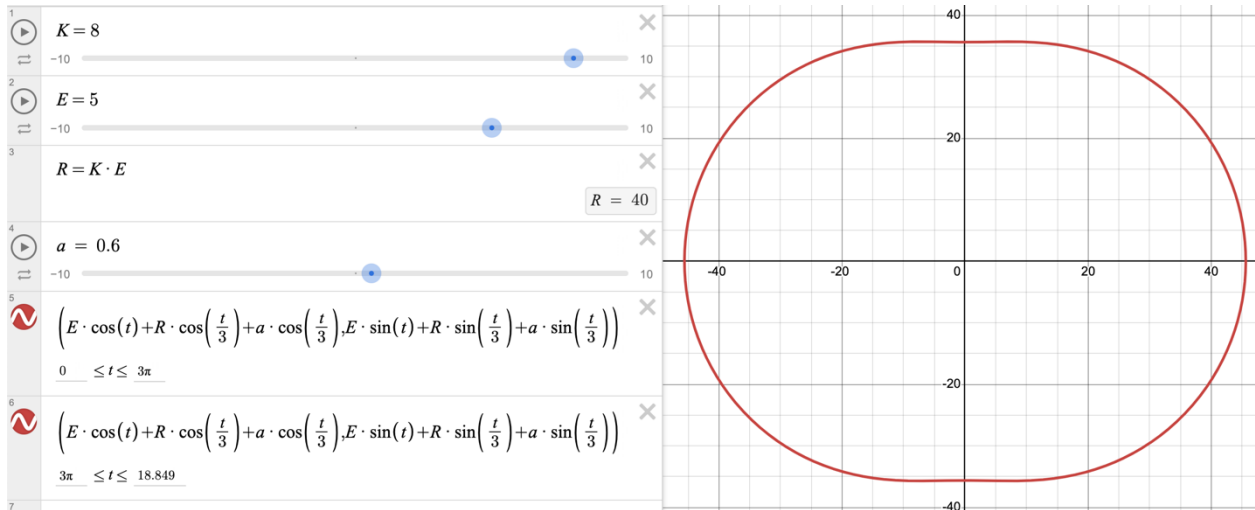 1
K = 8
-10 10
2
E = 5
-10 10
3
R = K · E
R = 40
4
a = 0.6
-10 10
5
(E · cos(t) + R · cos(t/3) + a · cos(t/3), E · sin(t) + R · sin(t/3) + a · sin(t/3))
0 ≤ t ≤ 3π
6
(E · cos(t) + R · cos(t/3) + a · cos(t/3), E · sin(t) + R · sin(t/3) + a · sin(t/3))
3π ≤ t ≤ 18.849
7
40
20
-40 -20 0 20 40
-20
-40